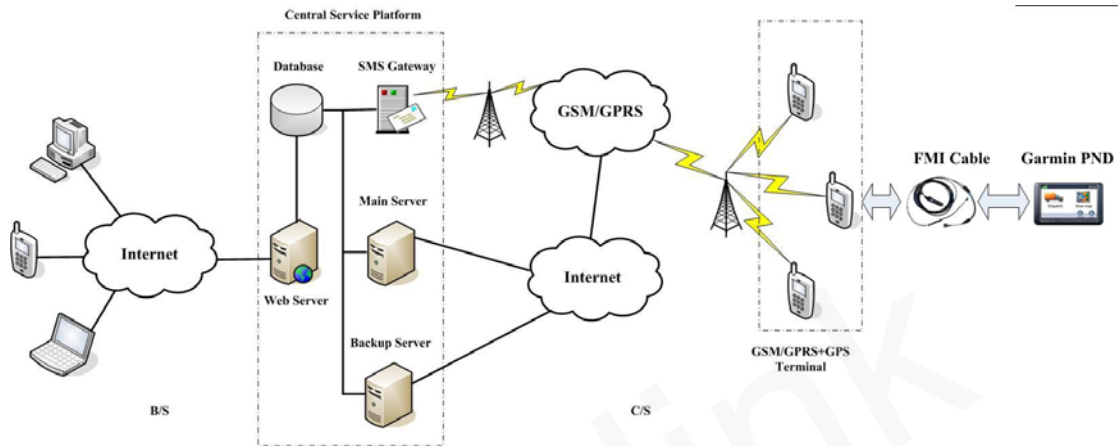 Central Service Platform
Database
SMS Gateway
GSM/GPRS
FMI Cable
Garmin PND
Main Server
Internet
Internet
Web Server
Backup Server
GSM/GPRS+GPS
Terminal
B/S
C/S
link